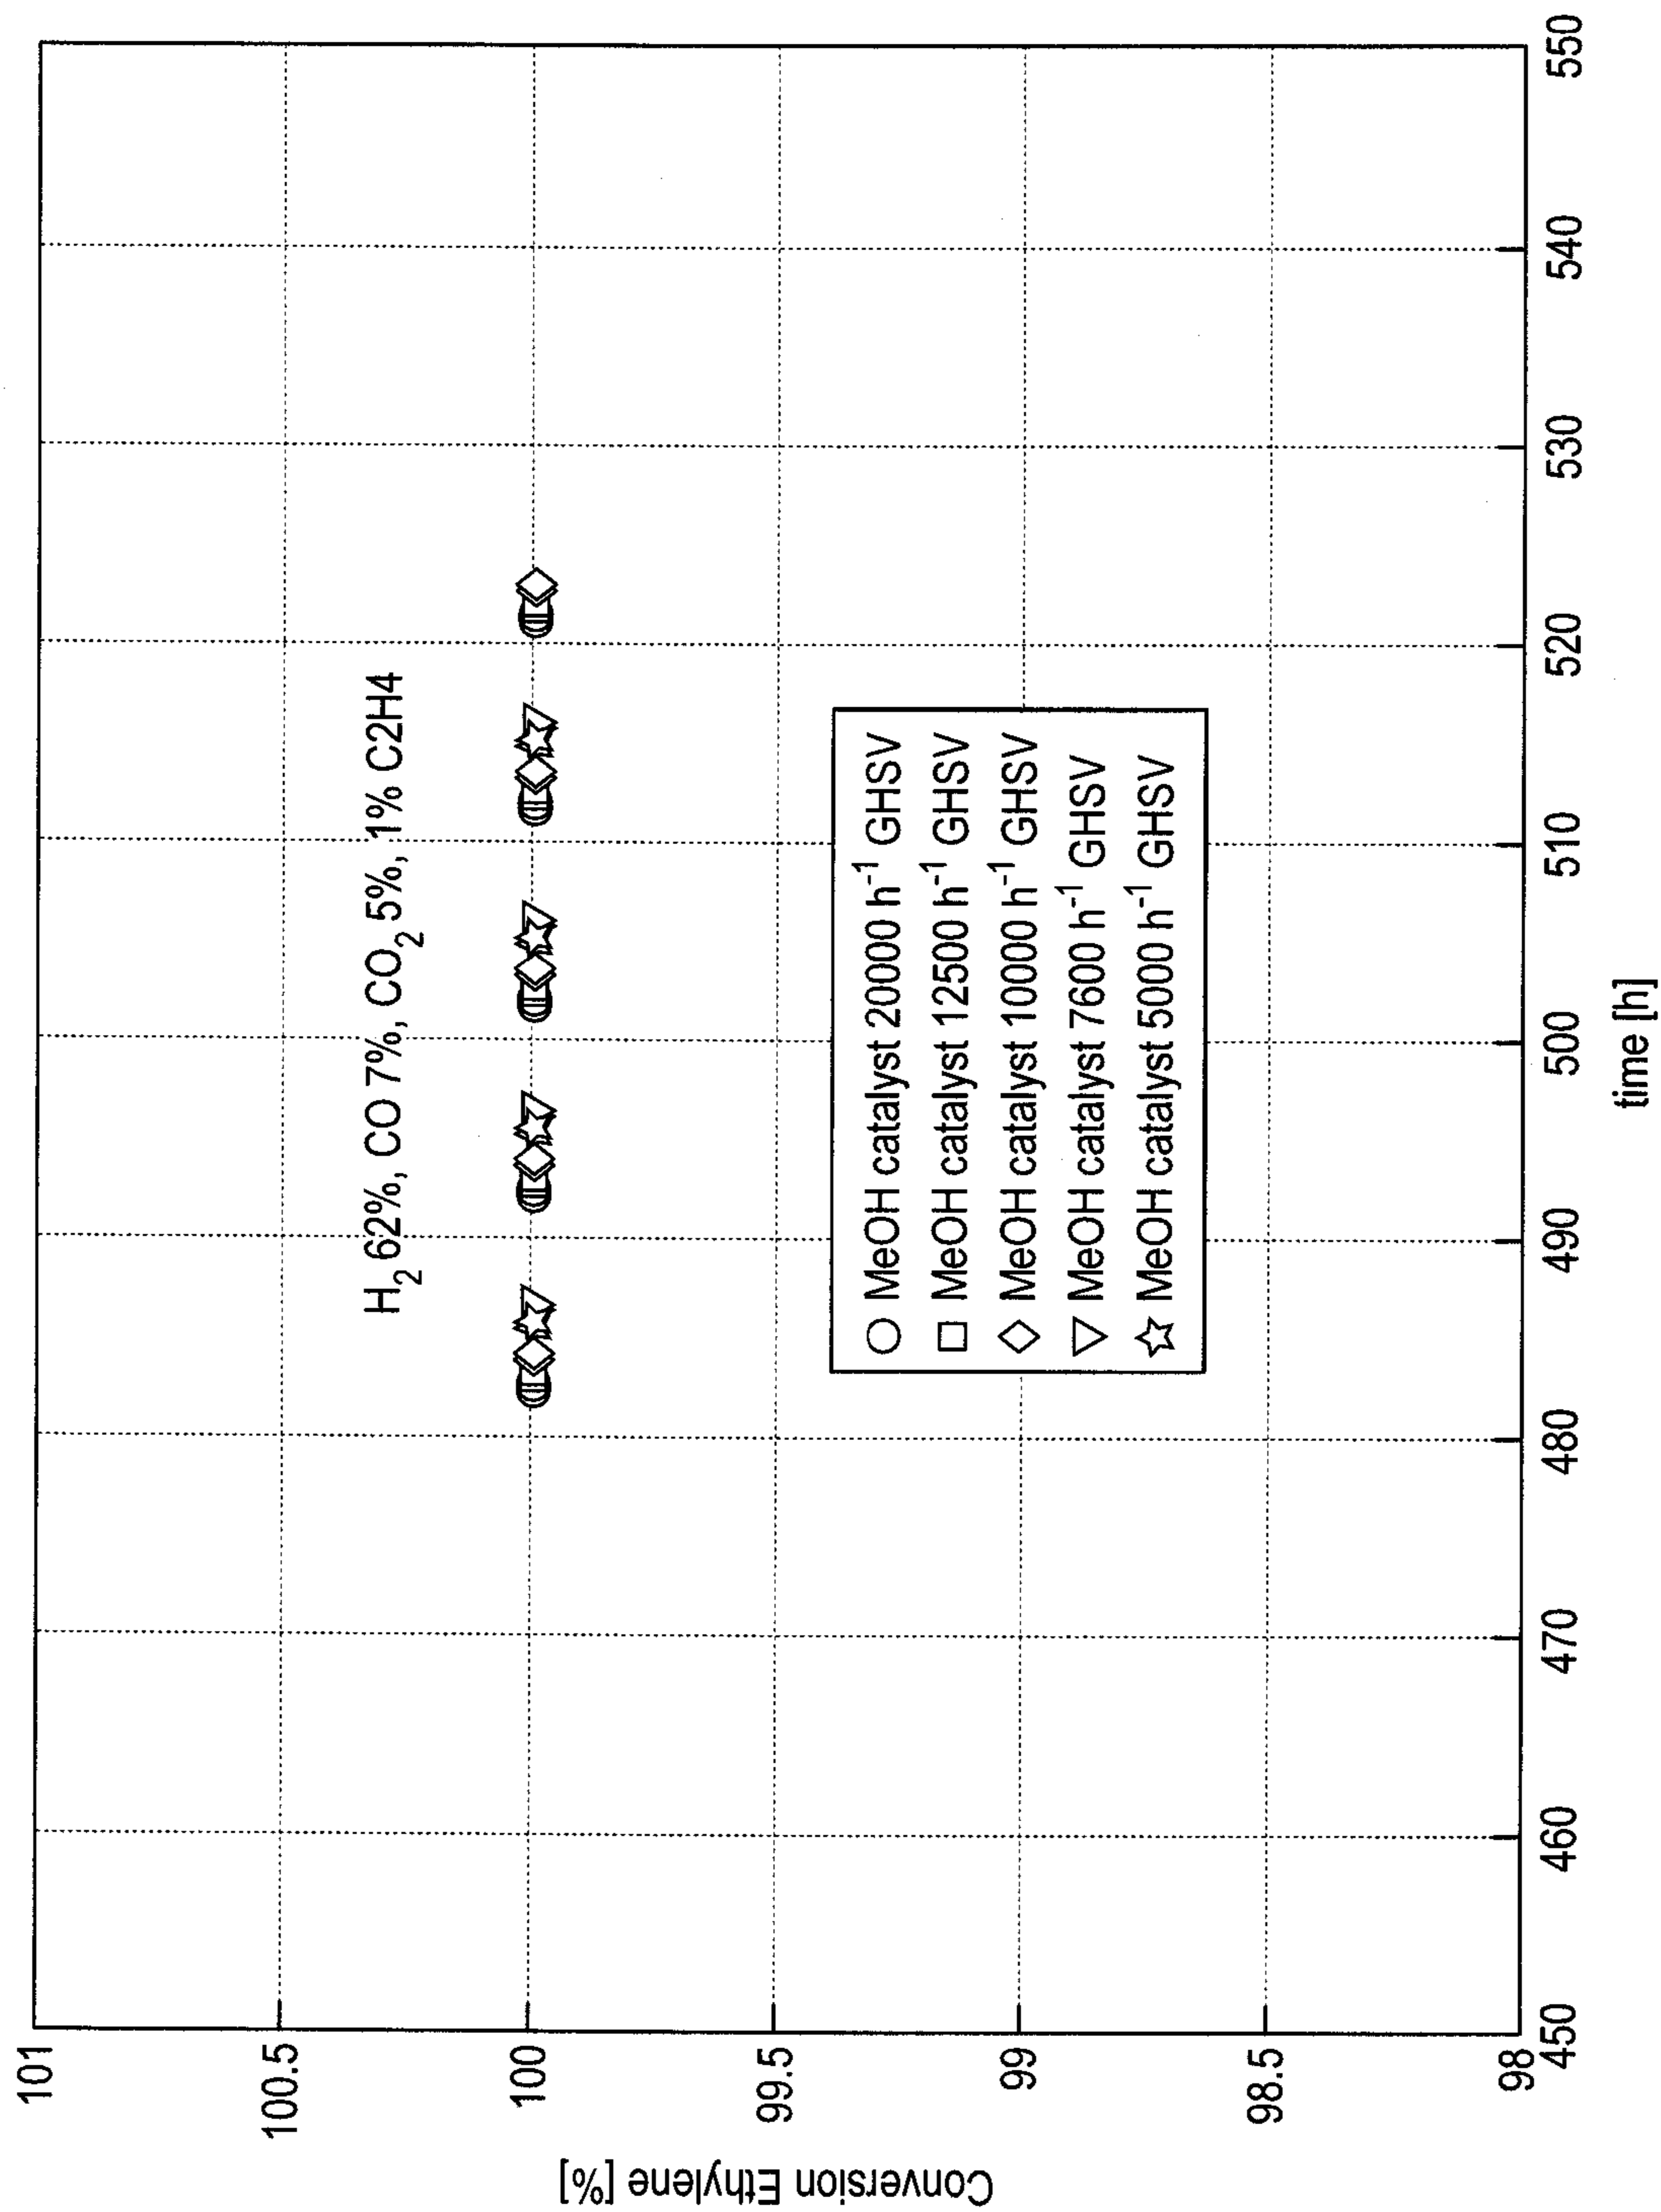 Conversion Ethylene [%]
101
100.5
100
99.5
99
98.5
98
H2 62%, CO 7%, CO2 5%, 1% C2H4
MeOH catalyst 20000 h-1 GHSV
MeOH catalyst 12500 h-1 GHSV
MeOH catalyst 10000 h-1 GHSV
MeOH catalyst 7600 h-1 GHSV
MeOH catalyst 5000 h-1 GHSV
450 460 470 480 490 500 510 520 530 540 550
time [h]